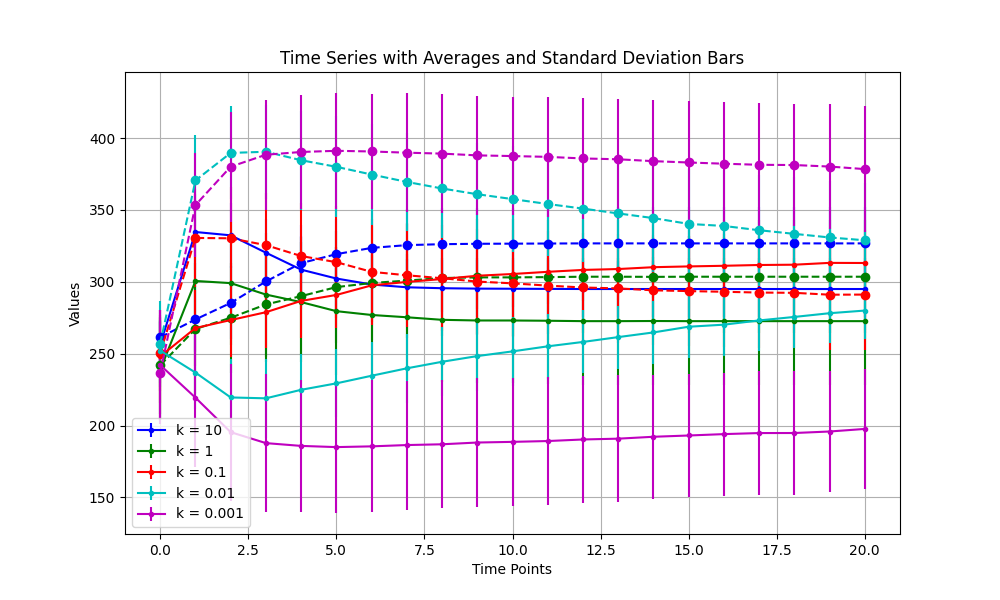 Time Series with Averages and Standard Deviation Bars
Values
400
350
300
250
200
150
k = 10
k = 1
k = 0.1
k = 0.01
k = 0.001
0.0 2.5 5.0 7.5 10.0 12.5 15.0 17.5 20.0
Time Points